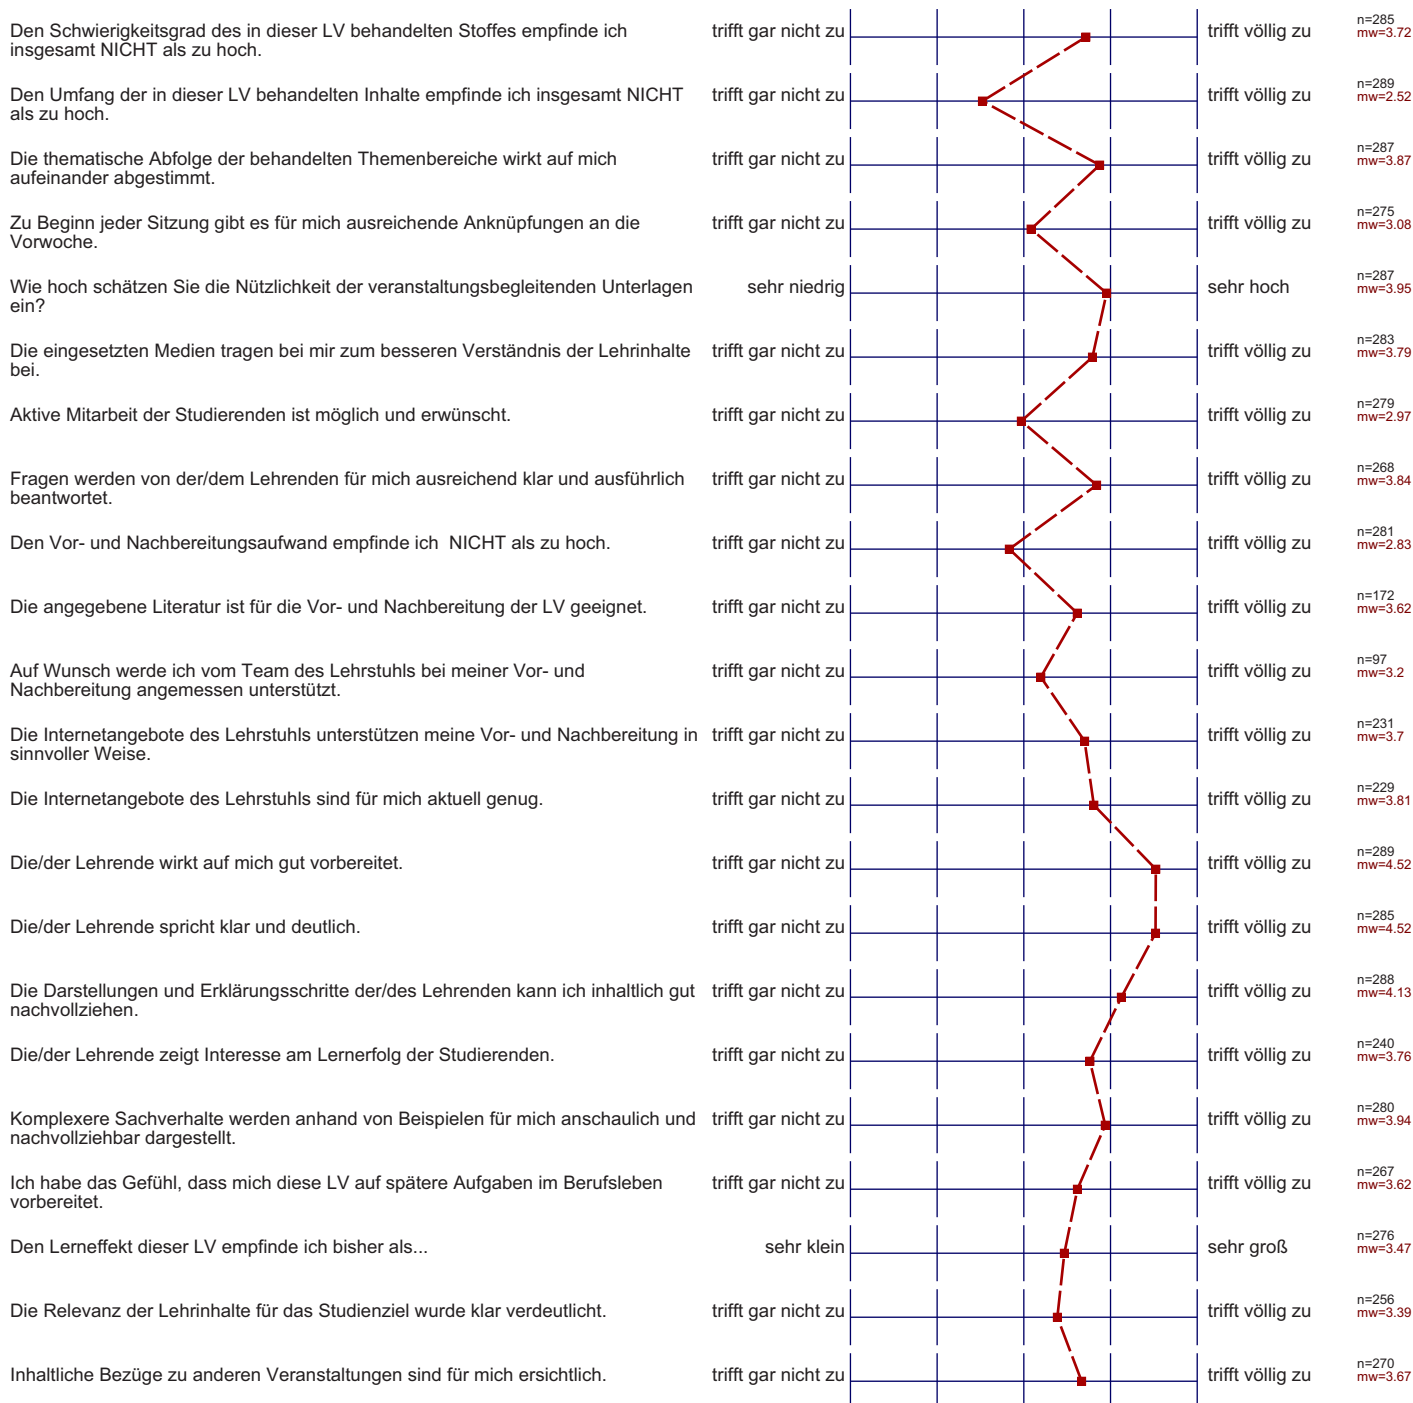 Den Schwierigkeitsgrad des in dieser LV behandelten Stoffes empfinde ich trifft gar nicht zu trifft völlig zu n=285
insgesamt NICHT als zu hoch. mw=3.72
Den Umfang der in dieser LV behandelten Inhalte empfinde ich insgesamt NICHT trifft gar nicht zu trifft völlig zu n=289
als zu hoch. mw=2.52
Die thematische Abfolge der behandelten Themenbereiche wirkt auf mich trifft gar nicht zu trifft völlig zu n=287
aufeinander abgestimmt. mw=3.87
Zu Beginn jeder Sitzung gibt es für mich ausreichende Anknüpfungen an die trifft gar nicht zu trifft völlig zu n=275
Vorwoche. mw=3.08
Wie hoch schätzen Sie die Nützlichkeit der veranstaltungsbegleitenden Unterlagen sehr niedrig sehr hoch n=287
ein? mw=3.95
Die eingesetzten Medien tragen bei mir zum besseren Verständnis der Lehrinhalte trifft gar nicht zu trifft völlig zu n=283
bei. mw=3.79
Aktive Mitarbeit der Studierenden ist möglich und erwünscht. trifft gar nicht zu trifft völlig zu n=279
mw=2.97
Fragen werden von der/dem Lehrenden für mich ausreichend klar und ausführlich trifft gar nicht zu trifft völlig zu n=268
beantwortet. mw=3.84
Den Vor- und Nachbereitungsaufwand empfinde ich NICHT als zu hoch. trifft gar nicht zu trifft völlig zu n=281
mw=2.83
Die angegebene Literatur ist für die Vor- und Nachbereitung der LV geeignet. trifft gar nicht zu trifft völlig zu n=172
mw=3.62
Auf Wunsch werde ich vom Team des Lehrstuhls bei meiner Vor- und trifft gar nicht zu trifft völlig zu n=97
Nachbereitung angemessen unterstützt. mw=3.2
Die Internetangebote des Lehrstuhls unterstützen meine Vor- und Nachbereitung in trifft gar nicht zu trifft völlig zu n=231
sinnvoller Weise. mw=3.7
Die Internetangebote des Lehrstuhls sind für mich aktuell genug. trifft gar nicht zu trifft völlig zu n=229
mw=3.81
Die/der Lehrende wirkt auf mich gut vorbereitet. trifft gar nicht zu trifft völlig zu n=289
mw=4.52
Die/der Lehrende spricht klar und deutlich. trifft gar nicht zu trifft völlig zu n=285
mw=4.52
Die Darstellungen und Erklärungsschritte der/des Lehrenden kann ich inhaltlich gut trifft gar nicht zu trifft völlig zu n=288
nachvollziehen. mw=4.13
Die/der Lehrende zeigt Interesse am Lernerfolg der Studierenden. trifft gar nicht zu trifft völlig zu n=240
mw=3.76
Komplexere Sachverhalte werden anhand von Beispielen für mich anschaulich und trifft gar nicht zu trifft völlig zu n=280
nachvollziehbar dargestellt. mw=3.94
Ich habe das Gefühl, dass mich diese LV auf spätere Aufgaben im Berufsleben trifft gar nicht zu trifft völlig zu n=267
vorbereitet. mw=3.62
Den Lerneffekt dieser LV empfinde ich bisher als... sehr klein sehr groß n=276
mw=3.47
Die Relevanz der Lehrinhalte für das Studienziel wurde klar verdeutlicht. trifft gar nicht zu trifft völlig zu n=256
mw=3.39
Inhaltliche Bezüge zu anderen Veranstaltungen sind für mich ersichtlich. trifft gar nicht zu trifft völlig zu n=270
mw=3.67